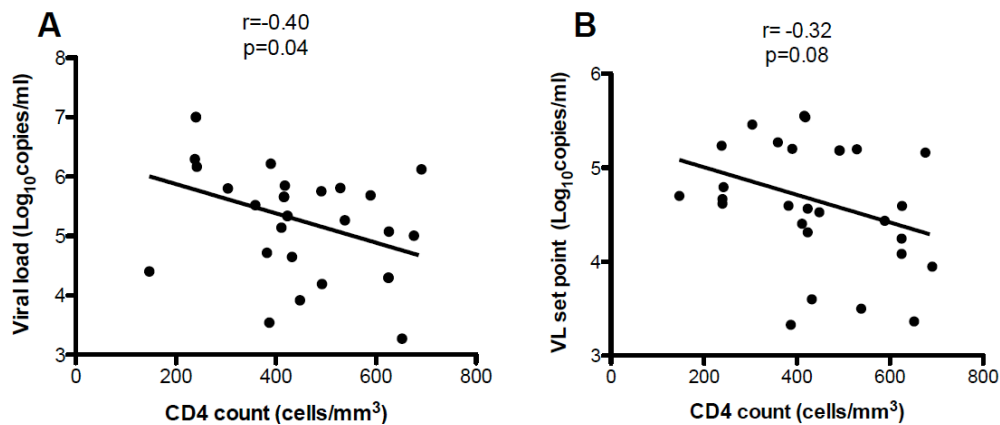 A
r=-0.40
p=0.04
Viral load (Log10copies/ml)
8
7
6
5
4
3
0
200
400
600
800
CD4 count (cells/mm3)
B
r= -0.32
p=0.08
VL set point (Log10copies/ml)
6
5
4
3
0
200
400
600
800
CD4 count (cells/mm3)